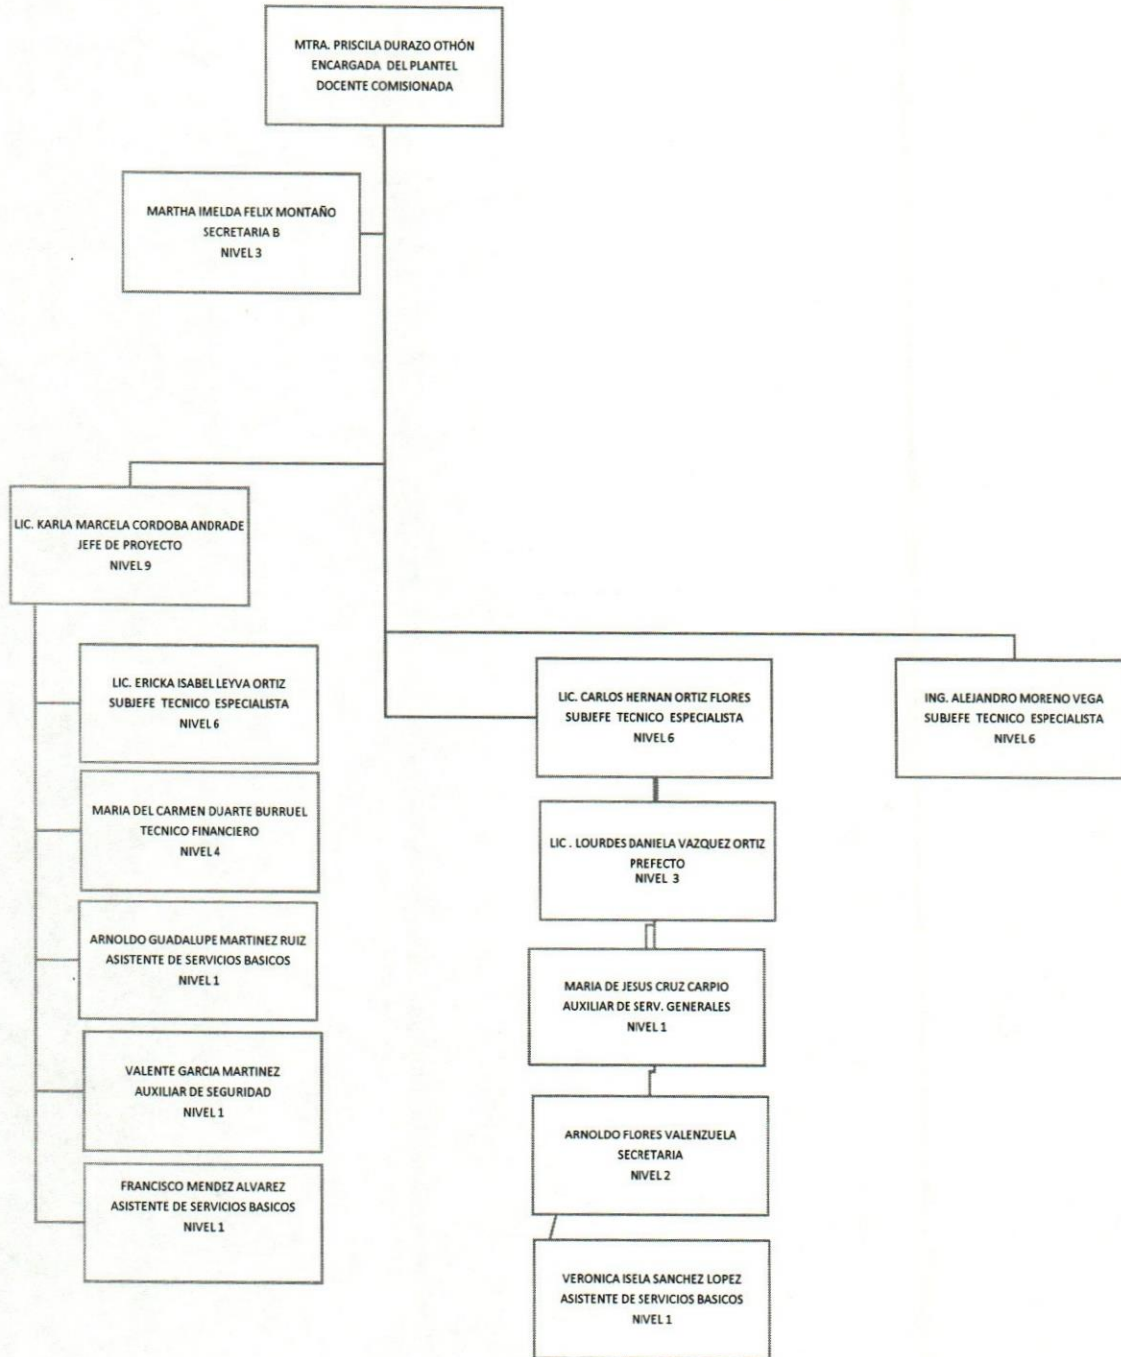 MTRA. PRISCILA DURAZO OTHÓN
ENCARGADA DEL PLANTEL
DOCENTE COMISIONADA
MARTHA IMELDA FELIX MONTAÑO
SECRETARIA B
NIVEL 3
LIC. KARLA MARCELA CORDOBA ANDRADE
JEFE DE PROYECTO
NIVEL 9
LIC. ERICKA ISABEL LEYVA ORTIZ
SUBJEFE TECNICO ESPECIALISTA
NIVEL 6
MARIA DEL CARMEN DUARTE BURRUEL
TECNICO FINANCIERO
NIVEL 4
ARNOLDO GUADALUPE MARTINEZ RUIZ
ASISTENTE DE SERVICIOS BASICOS
NIVEL 1
VALENTE GARCIA MARTINEZ
AUXILIAR DE SEGURIDAD
NIVEL 1
FRANCISCO MENDEZ ALVAREZ
ASISTENTE DE SERVICIOS BASICOS
NIVEL 1
LIC. CARLOS HERNAN ORTIZ FLORES
SUBJEFE TECNICO ESPECIALISTA
NIVEL 6
LIC . LOURDES DANIELA VAZQUEZ ORTIZ
PREFECTO
NIVEL 3
MARIA DE JESUS CRUZ CARPIO
AUXILIAR DE SERV. GENERALES
NIVEL 1
ARNOLDO FLORES VALENZUELA
SECRETARIA
NIVEL 2
VERONICA ISELA SANCHEZ LOPEZ
ASISTENTE DE SERVICIOS BASICOS
NIVEL 1
ING. ALEJANDRO MORENO VEGA
SUBJEFE TECNICO ESPECIALISTA
NIVEL 6